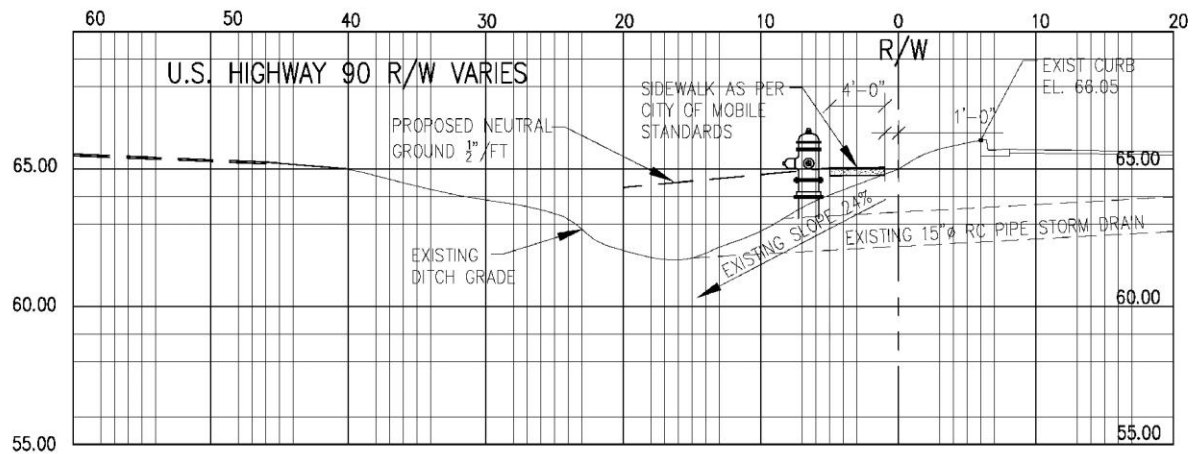 60 50 40 30 20 10 0 10 20
R/W
U.S. HIGHWAY 90 R/W VARIES
EXIST CURB
EL. 66.05
SIDEWALK AS PER
CITY OF MOBILE
STANDARDS
4'-0"
1'-0"
PROPOSED NEUTRAL
GROUND ½"/FT
65.00
65.00
EXISTING
DITCH GRADE
EXISTING SLOPE 24%
EXISTING 15"ø RC PIPE STORM DRAIN
60.00
60.00
55.00
55.00